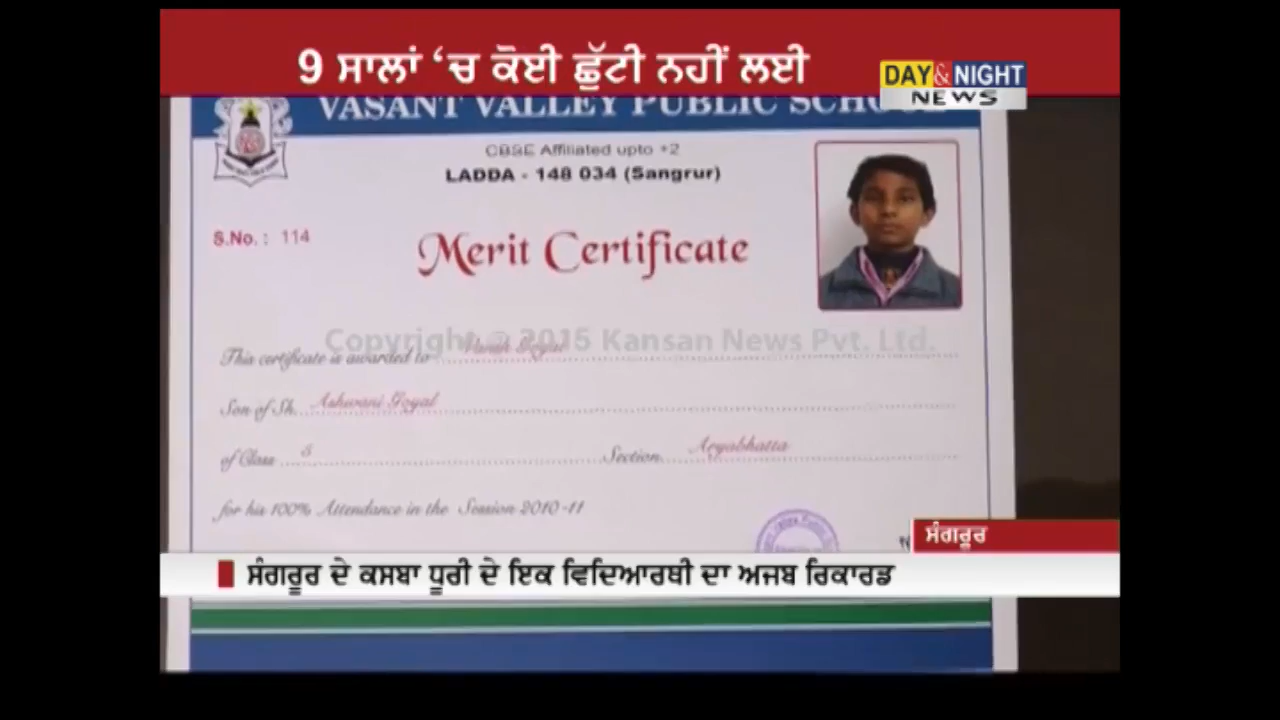 9 ਸਾਲਾਂ ‘ਚ ਕੋਈ ਛੁੱਟੀ ਨਹੀਂ ਲਈ
DAY & NIGHT
NEWS
VASANT VALLEY PUBLIC SCHOOL
CBSE Affiliated upto +2
LADDA - 148 034 (Sangrur)
S.No. : 114
Merit Certificate
Copyright @ 2015 Kansan News Pvt. Ltd.
This certificate is awarded to Goyal
Son of Sh. Ashwani Goyal
of Class 5 Section Aryabhatta
for his 100% Attendance in the Session 2010-11
ਸੰਗਰੂਰ
ਸੰਗਰੂਰ ਦੇ ਕਸਬਾ ਧੂਰੀ ਦੇ ਇਕ ਵਿਦਿਆਰਥੀ ਦਾ ਅਜਬ ਰਿਕਾਰਡ